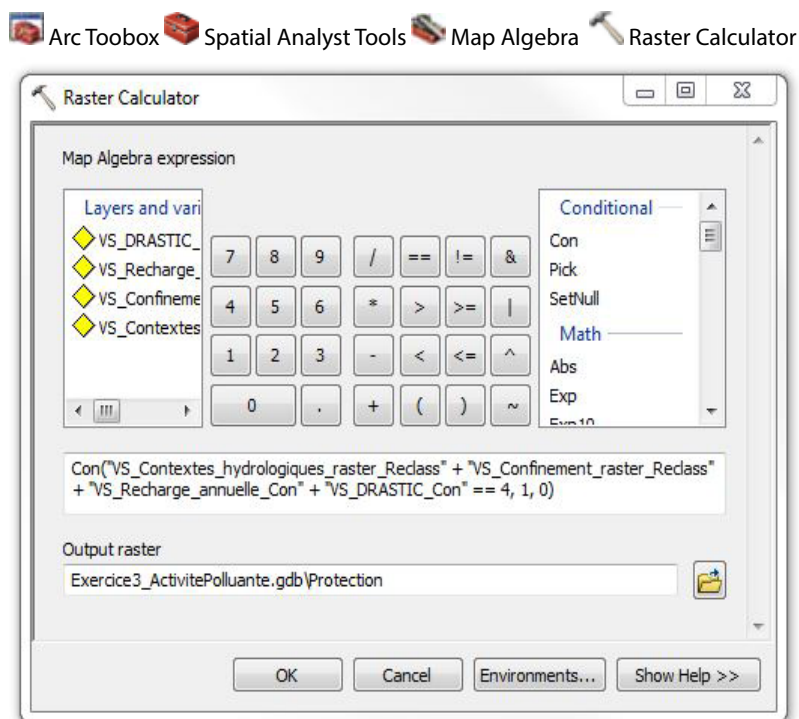 Arc Toobox Spatial Analyst Tools Map Algebra Raster Calculator
Raster Calculator
Map Algebra expression
Layers and vari
VS_DRASTIC_
VS_Recharge_
VS_Confineme
VS_Contextes
7 8 9 / == != &
4 5 6 * > >= |
1 2 3 - < <= ^
0 . + ( ) ~
Conditional
Con
Pick
SetNull
Math
Abs
Exp
Exp10
Con("VS_Contextes_hydrologiques_raster_Reclass" + "VS_Confinement_raster_Reclass"
+ "VS_Recharge_annuelle_Con" + "VS_DRASTIC_Con" == 4, 1, 0)
Output raster
Exercice3_ActivitePolluante.gdb\Protection
OK Cancel Environments... Show Help >>